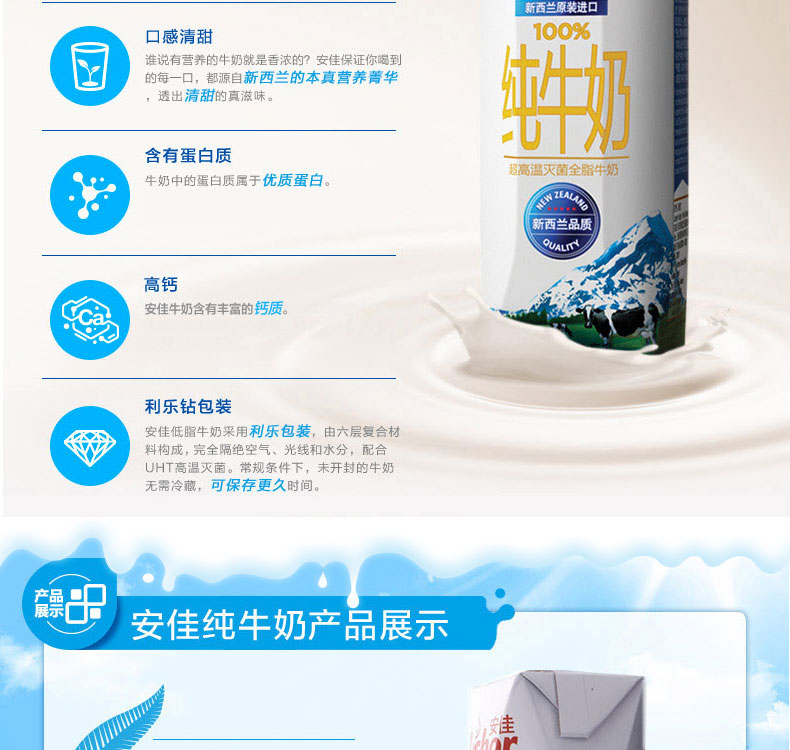 口感清甜
谁说有营养的牛奶就是香浓的？安佳保证你喝到
的每一口，都源自新西兰的本真营养菁华
，透出清甜的真滋味。
含有蛋白质
牛奶中的蛋白质属于优质蛋白。
高钙
Ca
安佳牛奶含有丰富的钙质。
利乐钻包装
安佳低脂牛奶采用利乐包装，由六层复合材
料构成，完全隔绝空气、光线和水分，配合
UHT高温灭菌。常规条件下，未开封的牛奶
无需冷藏，可保存更久时间。
新西兰原装进口
100%
纯牛奶
超高温灭菌全脂牛奶
NEW ZEALAND
新西兰品质
QUALITY
产品
展示
安佳纯牛奶产品展示
安佳